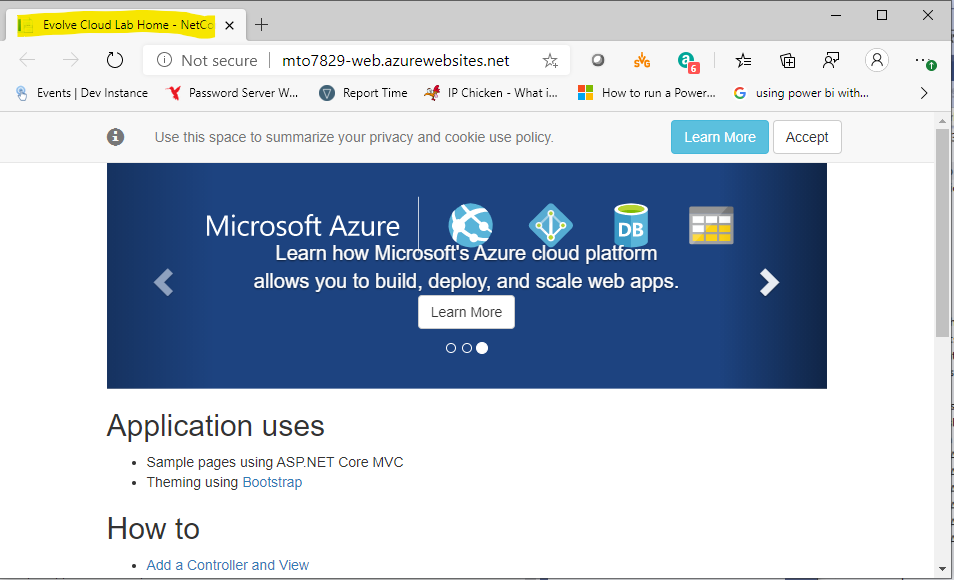 Evolve Cloud Lab Home - NetCo
Not secure mto7829-web.azurewebsites.net 6
Events | Dev Instance Password Server W... Report Time IP Chicken - What i... How to run a Power... using power bi with...
Use this space to summarize your privacy and cookie use policy. Learn More Accept
Microsoft Azure DB
Learn how Microsoft's Azure cloud platform
allows you to build, deploy, and scale web apps.
Learn More
Application uses
• Sample pages using ASP.NET Core MVC
• Theming using Bootstrap
How to
• Add a Controller and View